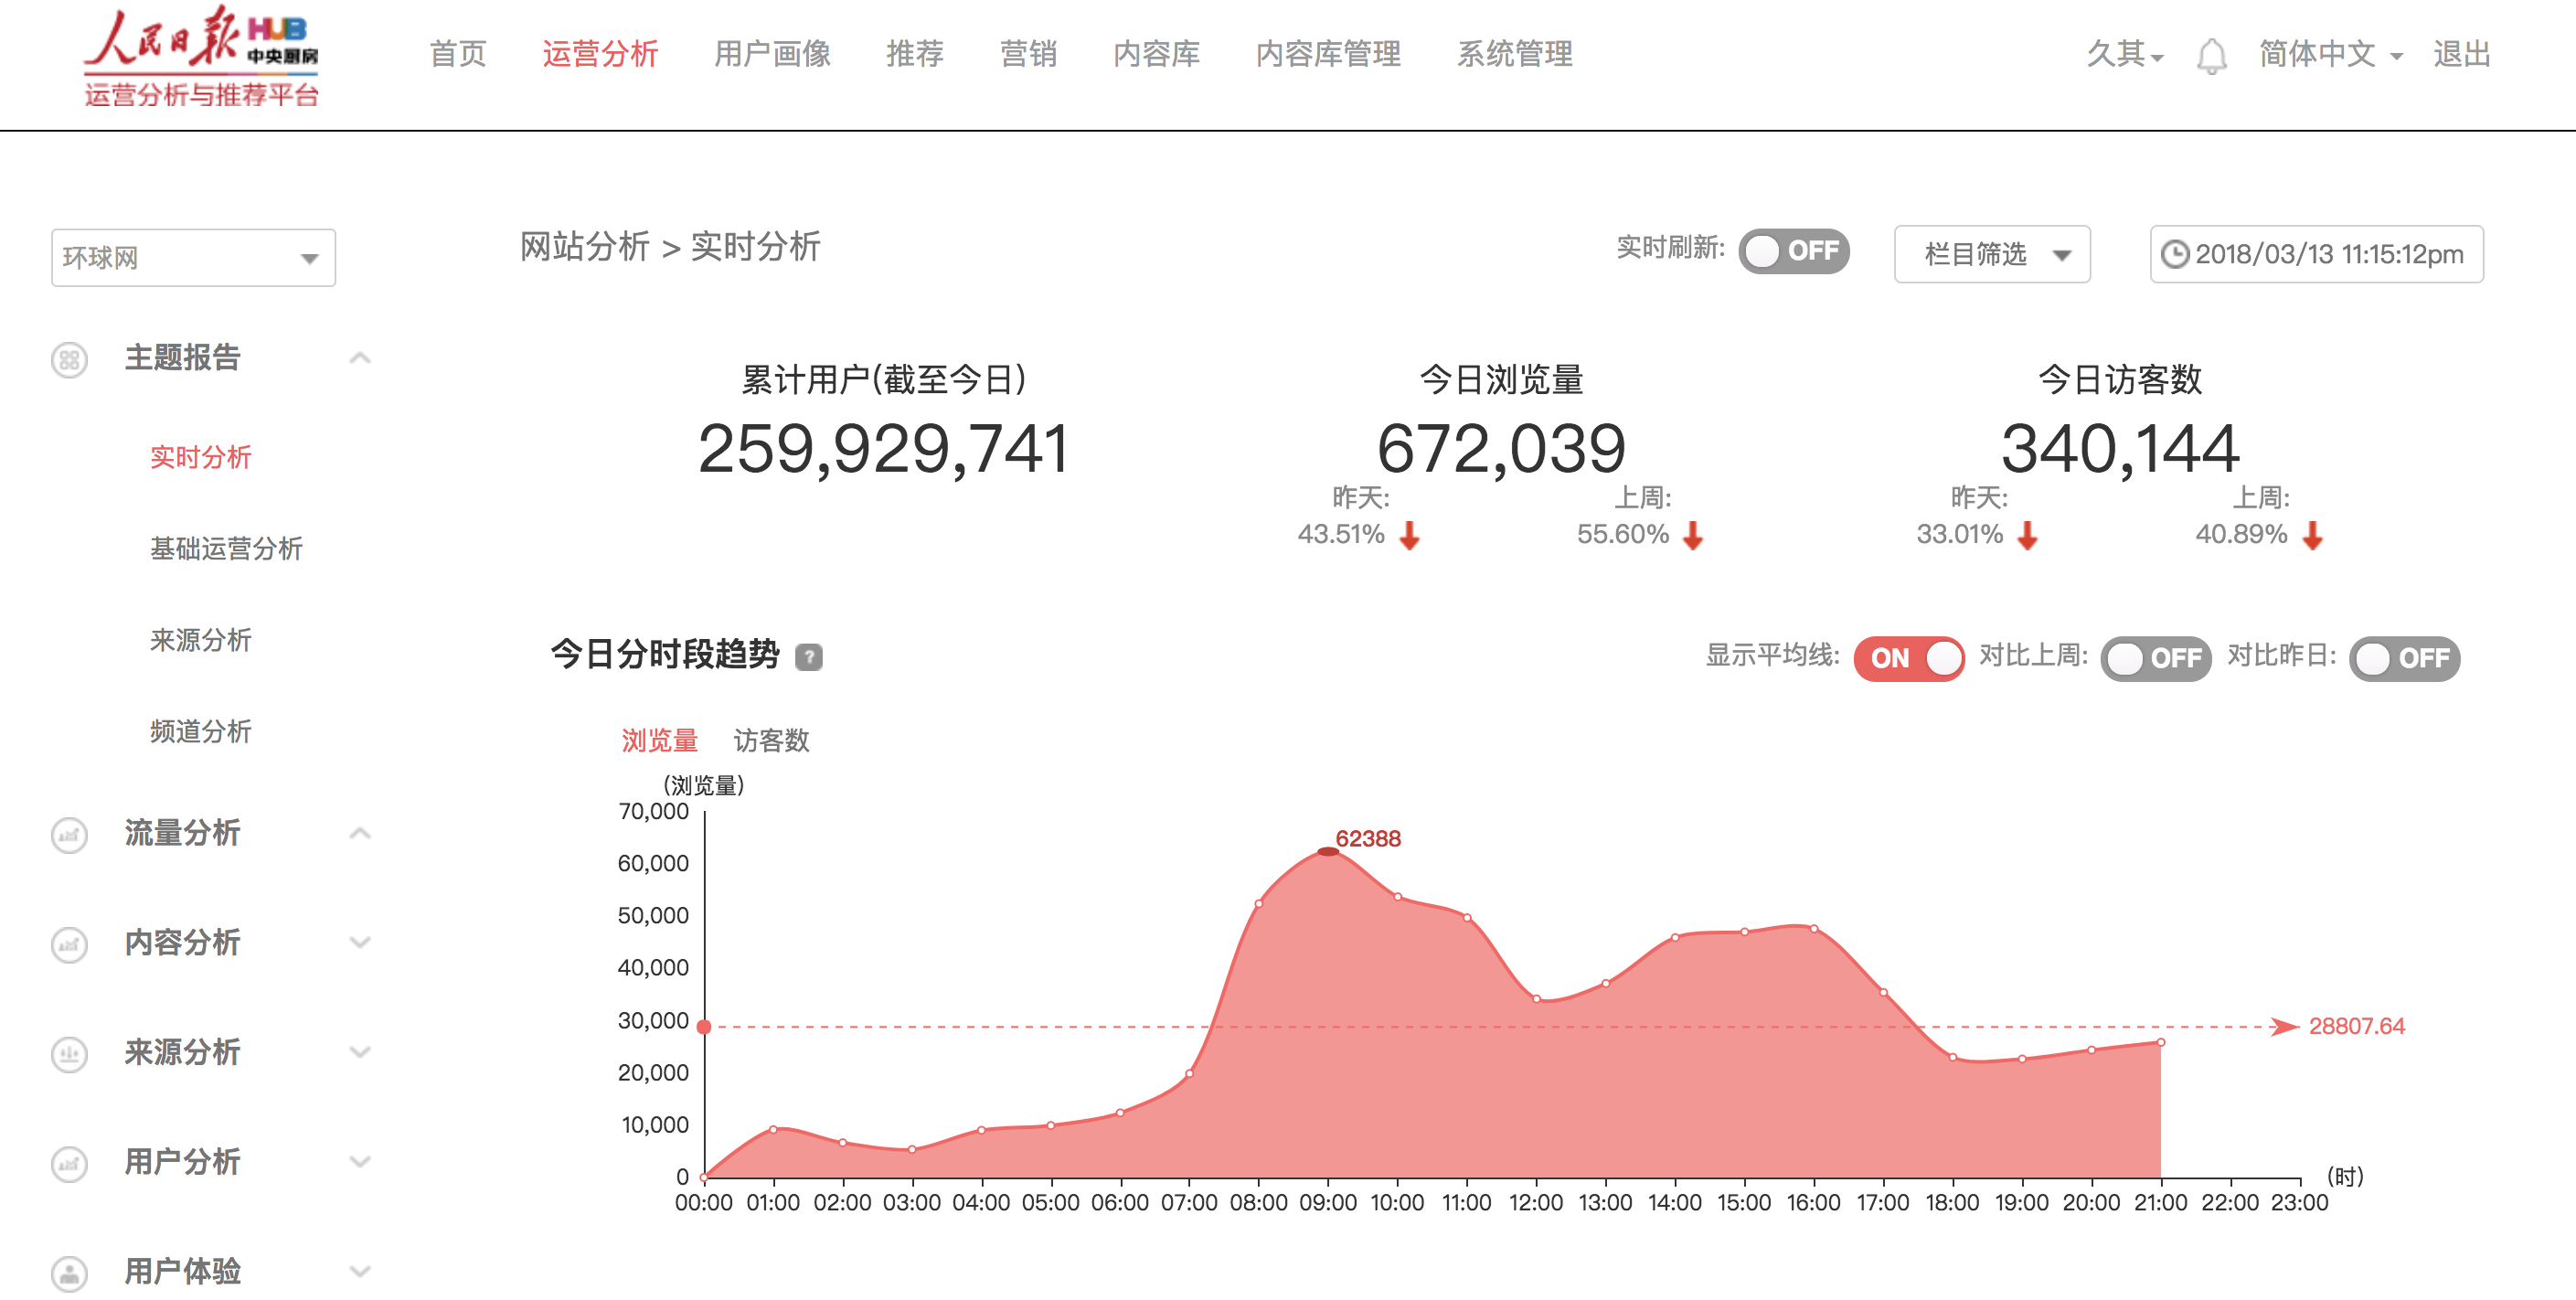 人民日报 HUB
中央厨房
运营分析与推荐平台
首页 运营分析 用户画像 推荐 营销 内容库 内容库管理 系统管理 久其 简体中文 退出
环球网
网站分析 > 实时分析 实时刷新: OFF 栏目筛选 2018/03/13 11:15:12pm
主题报告
实时分析
基础运营分析
来源分析
频道分析
流量分析
内容分析
来源分析
用户分析
用户体验
累计用户(截至今日) 今日浏览量 今日访客数
259,929,741 672,039 340,144
昨天: 上周: 昨天: 上周:
43.51% 55.60% 33.01% 40.89%
今日分时段趋势 ? 显示平均线: ON 对比上周: OFF 对比昨日: OFF
浏览量 访客数
(浏览量)
70,000
62388
60,000
50,000
40,000
30,000
28807.64
20,000
10,000
0
(时)
00:00 01:00 02:00 03:00 04:00 05:00 06:00 07:00 08:00 09:00 10:00 11:00 12:00 13:00 14:00 15:00 16:00 17:00 18:00 19:00 20:00 21:00 22:00 23:00